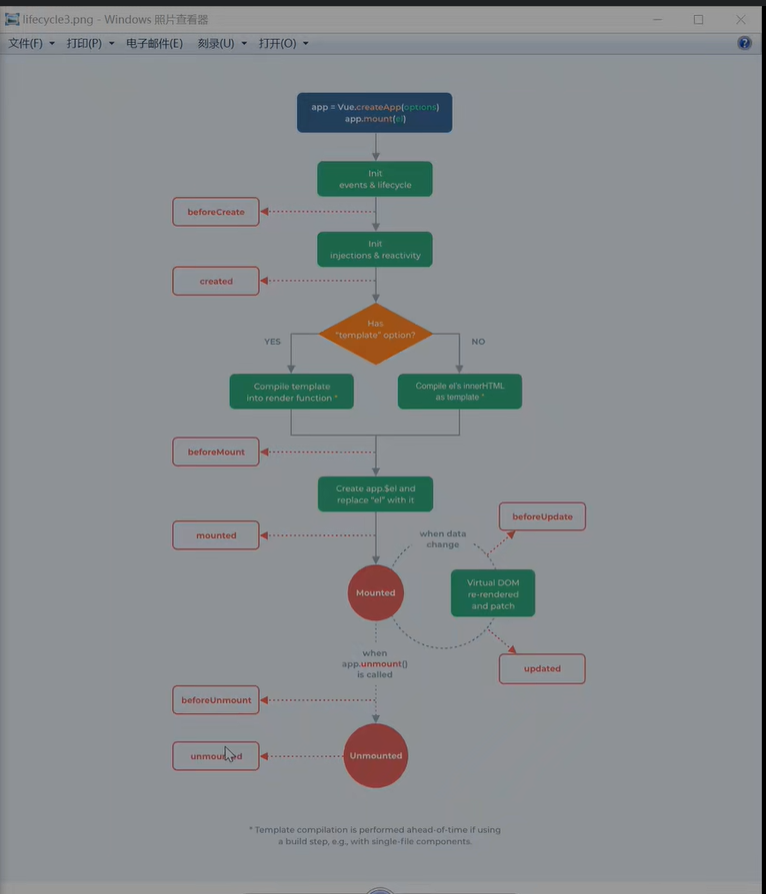 lifecycle3.png - Windows 照片查看器
文件(F) 打印(P) 电子邮件(E) 刻录(U) 打开(O)
app = Vue.createApp(options)
app.mount(el)
Init
events & lifecycle
beforeCreate
Init
injections & reactivity
created
Has
"template" option?
YES
NO
Compile template
into render function *
Compile el's innerHTML
as template *
beforeMount
Create app.$el and
replace "el" with it
beforeUpdate
mounted
when data
change
Mounted
Virtual DOM
re-rendered
and patch
when
app.unmount()
is called
updated
beforeUnmount
unmounted
Unmounted
* Template compilation is performed ahead-of-time if using
a build step, e.g., with single-file components.